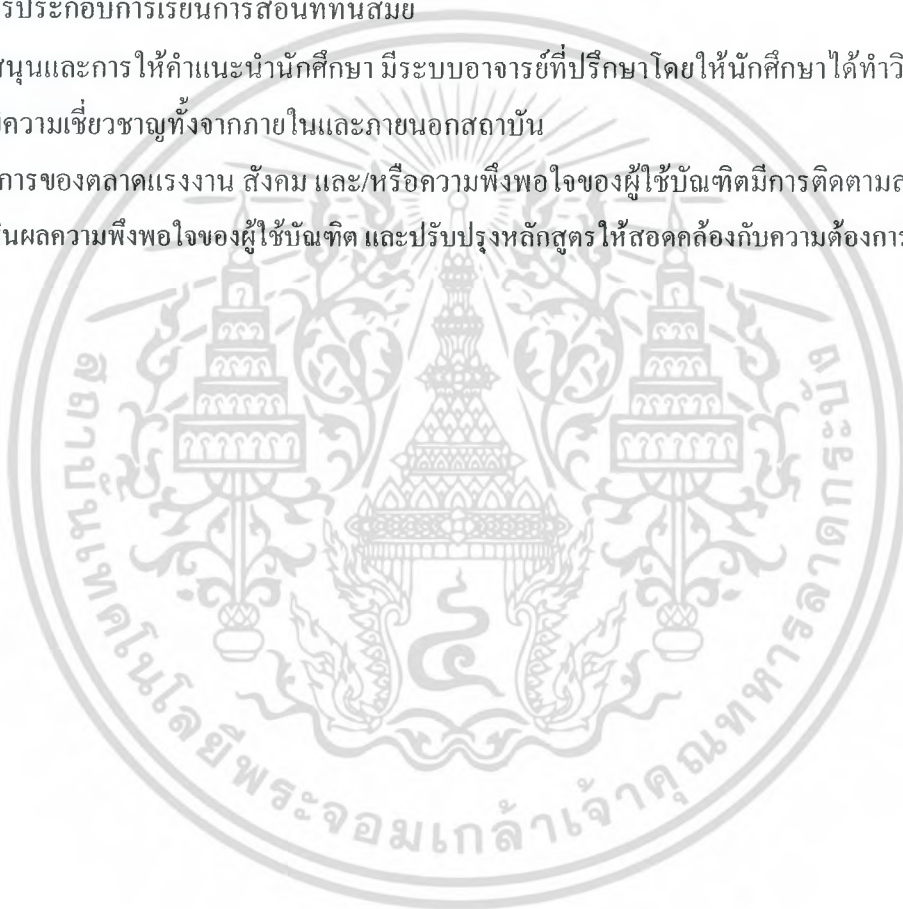 รประกอบการเรียนการสอนที่ทันสมัย
สนุนและการให้คำแนะนำนักศึกษา มีระบบอาจารย์ที่ปรึกษาโดยให้นักศึกษาได้ทำวิ
ความเชี่ยวชาญทั้งจากภายในและภายนอกสถาบัน
การของตลาดแรงงาน สังคม และ/หรือความพึงพอใจของผู้ใช้บัณฑิตมีการติดตาม
นผลความพึงพอใจของผู้ใช้บัณฑิต และปรับปรุงหลักสูตรให้สอดคล้องกับความต้องการ
สถาบันเทคโนโลยีพระจอมเกล้าเจ้าคุณทหารลาดกระบัง